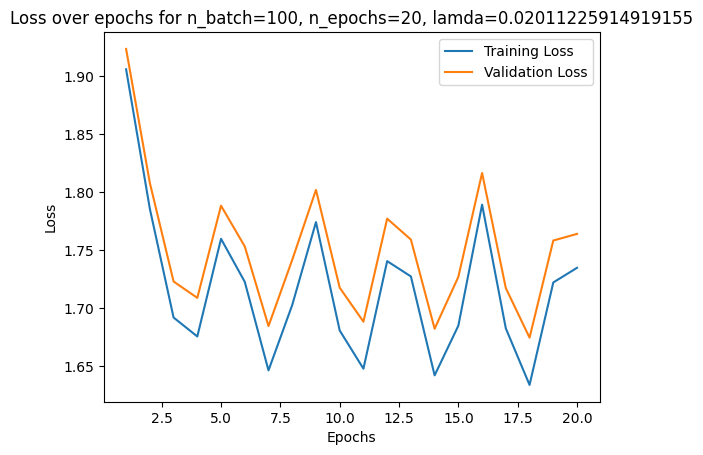 Loss over epochs for n_batch=100, n_epochs=20, lamda=0.02011225914919155
Training Loss
Validation Loss
Loss
1.90
1.85
1.80
1.75
1.70
1.65
2.5
5.0
7.5
10.0
12.5
15.0
17.5
20.0
Epochs